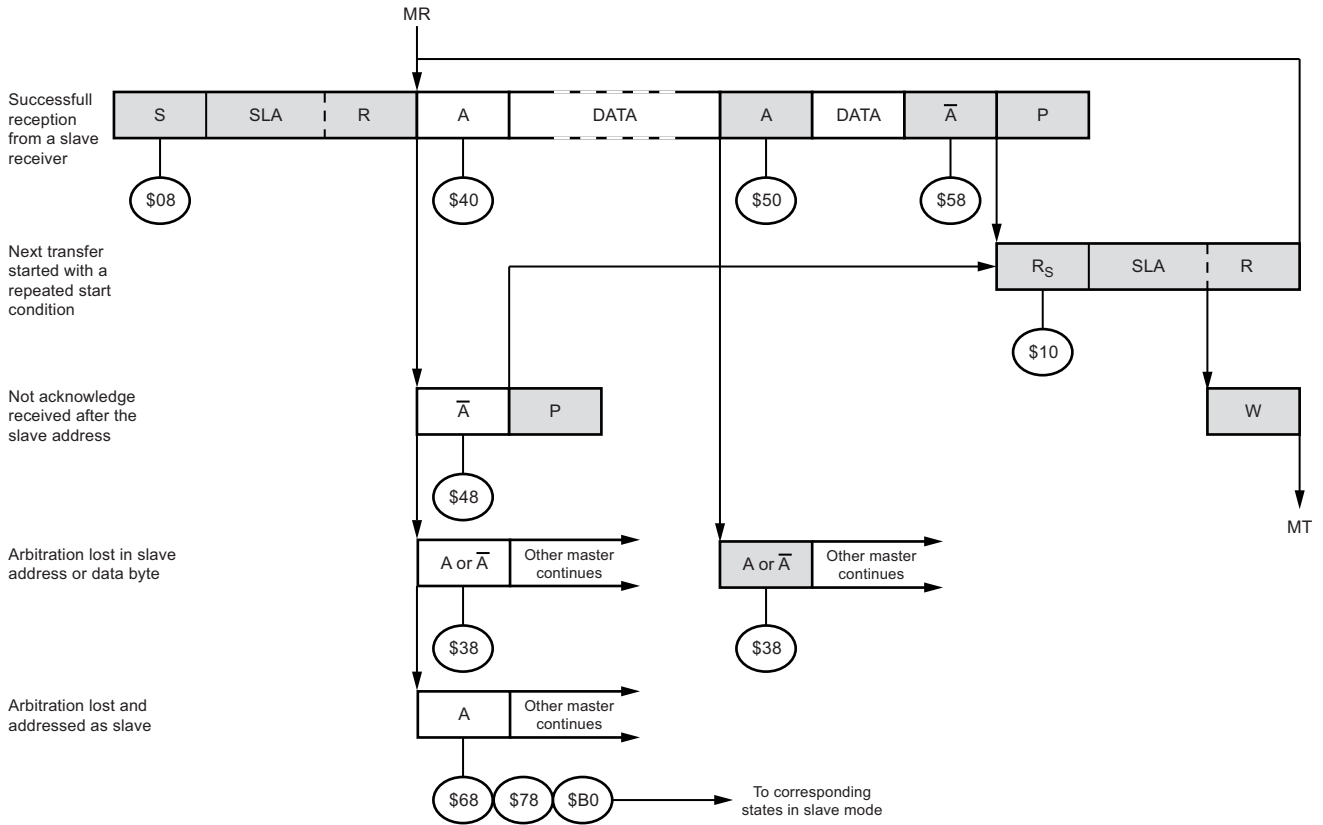 MR
Successfull
reception
from a slave
receiver
S SLA R A DATA A DATA A̅ P
$08 $40 $50 $58
Next transfer
started with a
repeated start
condition
RS SLA R
$10
Not acknowledge
received after the
slave address
A̅ P
W
$48
MT
Arbitration lost in slave
address or data byte
A or A̅
Other master
continues
A or A̅
Other master
continues
$38 $38
Arbitration lost and
addressed as slave
A
Other master
continues
$68 $78 $B0
To corresponding
states in slave mode